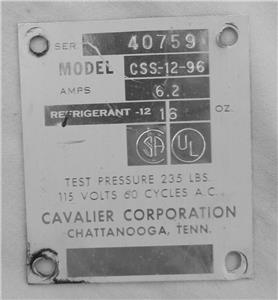 SER 40759
MODEL CSS-12-96
AMPS 6.2
REFRIGERANT -12 16 OZ.
SA UL
TEST PRESSURE 235 LBS.
115 VOLTS 60 CYCLES A.C.
CAVALIER CORPORATION
CHATTANOOGA, TENN.